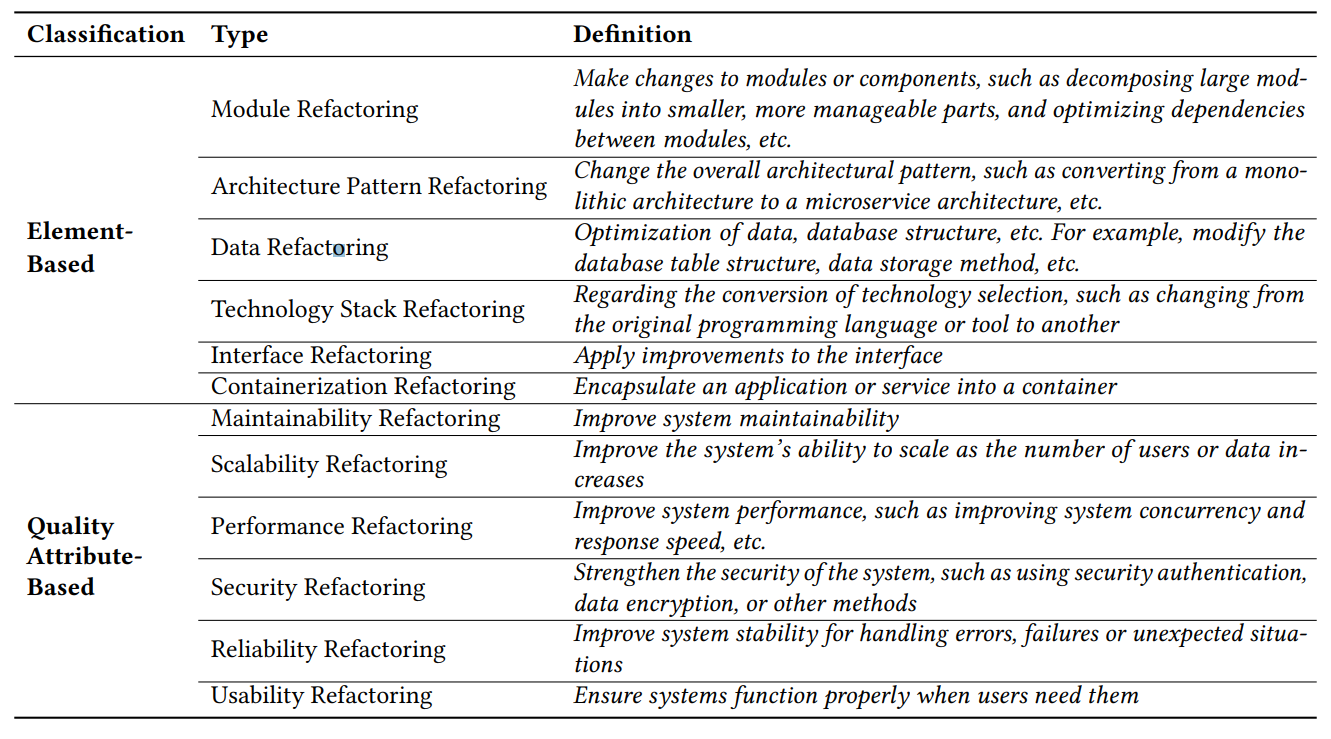 Classification Type Definition
Make changes to modules or components, such as decomposing large mod-
Module Refactoring ules into smaller, more manageable parts, and optimizing dependencies
between modules, etc.
Architecture Pattern Refactoring Change the overall architectural pattern, such as converting from a mono-
lithic architecture to a microservice architecture, etc.
Element-
Based
Data Refactoring Optimization of data, database structure, etc. For example, modify the
database table structure, data storage method, etc.
Technology Stack Refactoring Regarding the conversion of technology selection, such as changing from
the original programming language or tool to another
Interface Refactoring Apply improvements to the interface
Containerization Refactoring Encapsulate an application or service into a container
Maintainability Refactoring Improve system maintainability
Scalability Refactoring Improve the system's ability to scale as the number of users or data in-
creases
Quality
Attribute-
Based
Performance Refactoring Improve system performance, such as improving system concurrency and
response speed, etc.
Security Refactoring Strengthen the security of the system, such as using security authentication,
data encryption, or other methods
Reliability Refactoring Improve system stability for handling errors, failures or unexpected situa-
tions
Usability Refactoring Ensure systems function properly when users need them